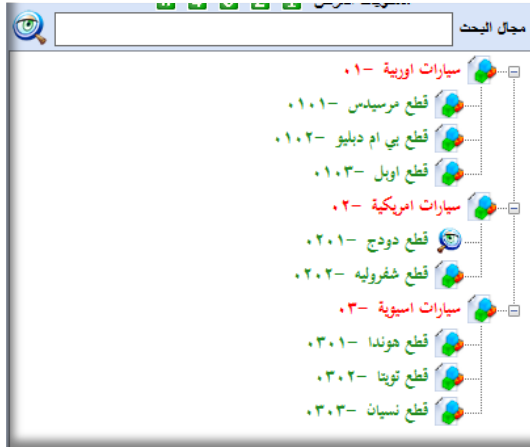 مجال البحث
سيارات اوربية -٠١
قطع مرسيدس -٠١٠١
قطع بي ام دبليو -٠١٠٢
قطع اوبل -٠١٠٣
سيارات امريكية -٠٢
قطع دودج -٠٢٠١
قطع شفروليه -٠٢٠٢
سيارات اسيوية -٠٣
قطع هوندا -٠٣٠١
قطع تويتا -٠٣٠٢
قطع نسيان -٠٣٠٣